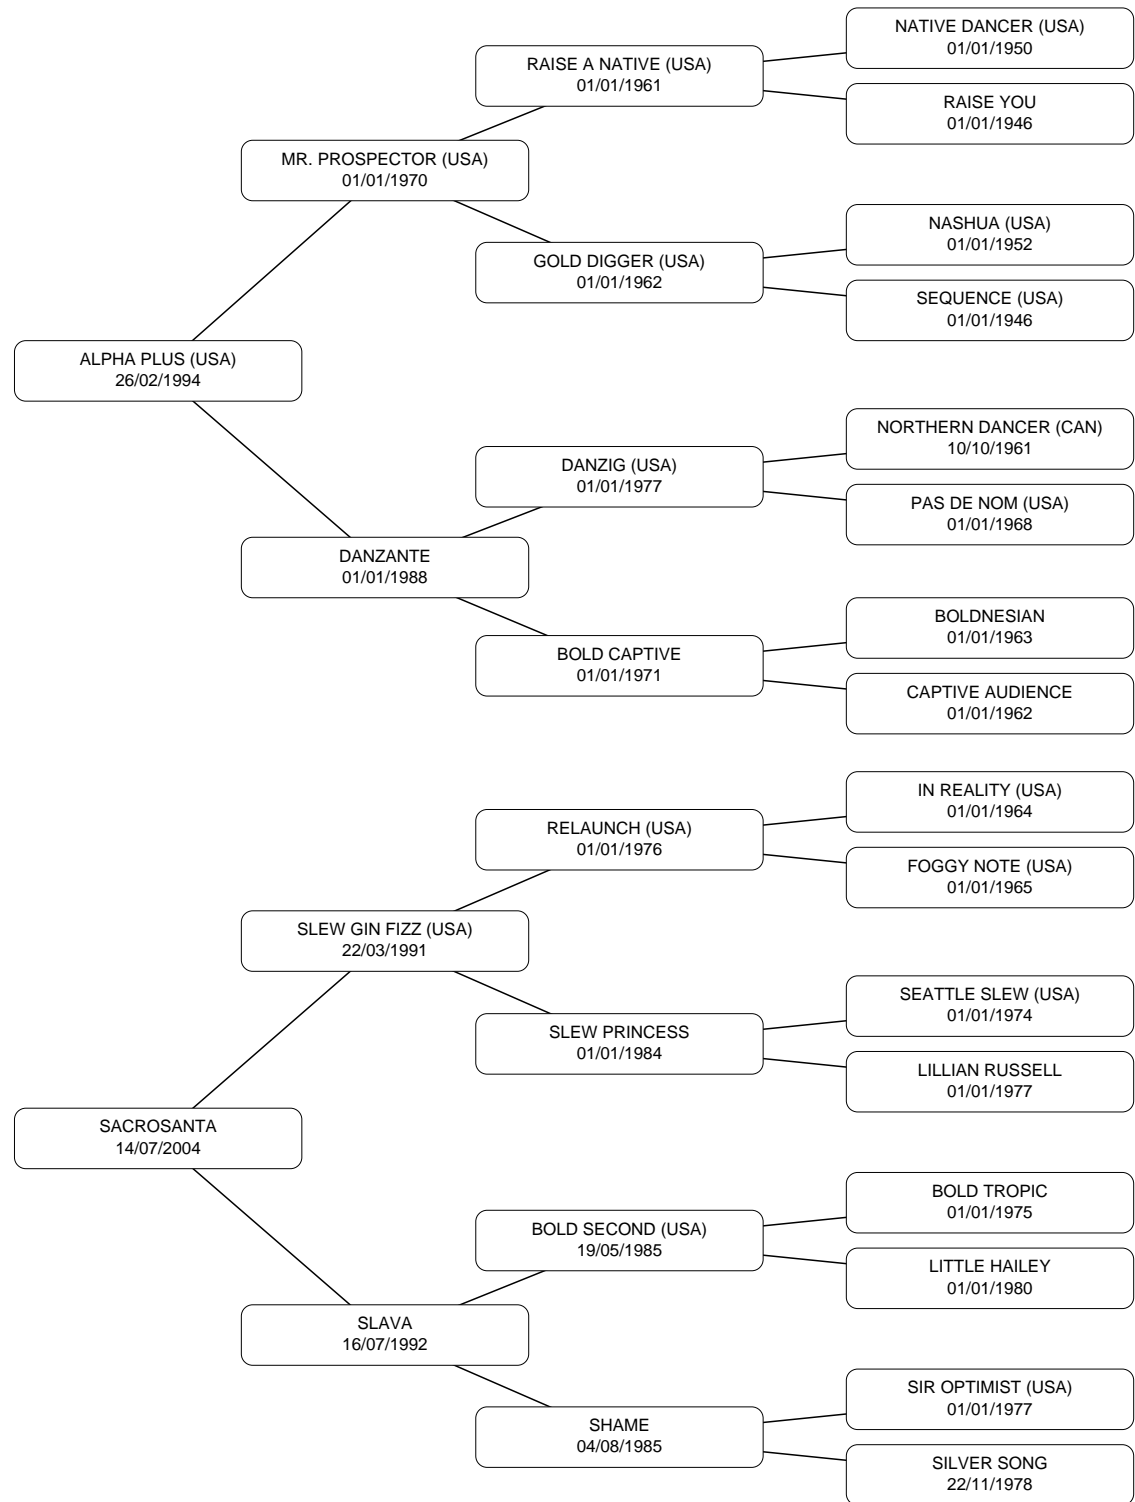 NATIVE DANCER (USA)
01/01/1950
RAISE A NATIVE (USA)
01/01/1961
RAISE YOU
01/01/1946
MR. PROSPECTOR (USA)
01/01/1970
NASHUA (USA)
01/01/1952
GOLD DIGGER (USA)
01/01/1962
SEQUENCE (USA)
01/01/1946
ALPHA PLUS (USA)
26/02/1994
NORTHERN DANCER (CAN)
10/10/1961
DANZIG (USA)
01/01/1977
PAS DE NOM (USA)
01/01/1968
DANZANTE
01/01/1988
BOLDNESIAN
01/01/1963
BOLD CAPTIVE
01/01/1971
CAPTIVE AUDIENCE
01/01/1962
IN REALITY (USA)
01/01/1964
RELAUNCH (USA)
01/01/1976
FOGGY NOTE (USA)
01/01/1965
SLEW GIN FIZZ (USA)
22/03/1991
SEATTLE SLEW (USA)
01/01/1974
SLEW PRINCESS
01/01/1984
LILLIAN RUSSELL
01/01/1977
SACROSANTA
14/07/2004
BOLD TROPIC
01/01/1975
BOLD SECOND (USA)
19/05/1985
LITTLE HAILEY
01/01/1980
SLAVA
16/07/1992
SIR OPTIMIST (USA)
01/01/1977
SHAME
04/08/1985
SILVER SONG
22/11/1978